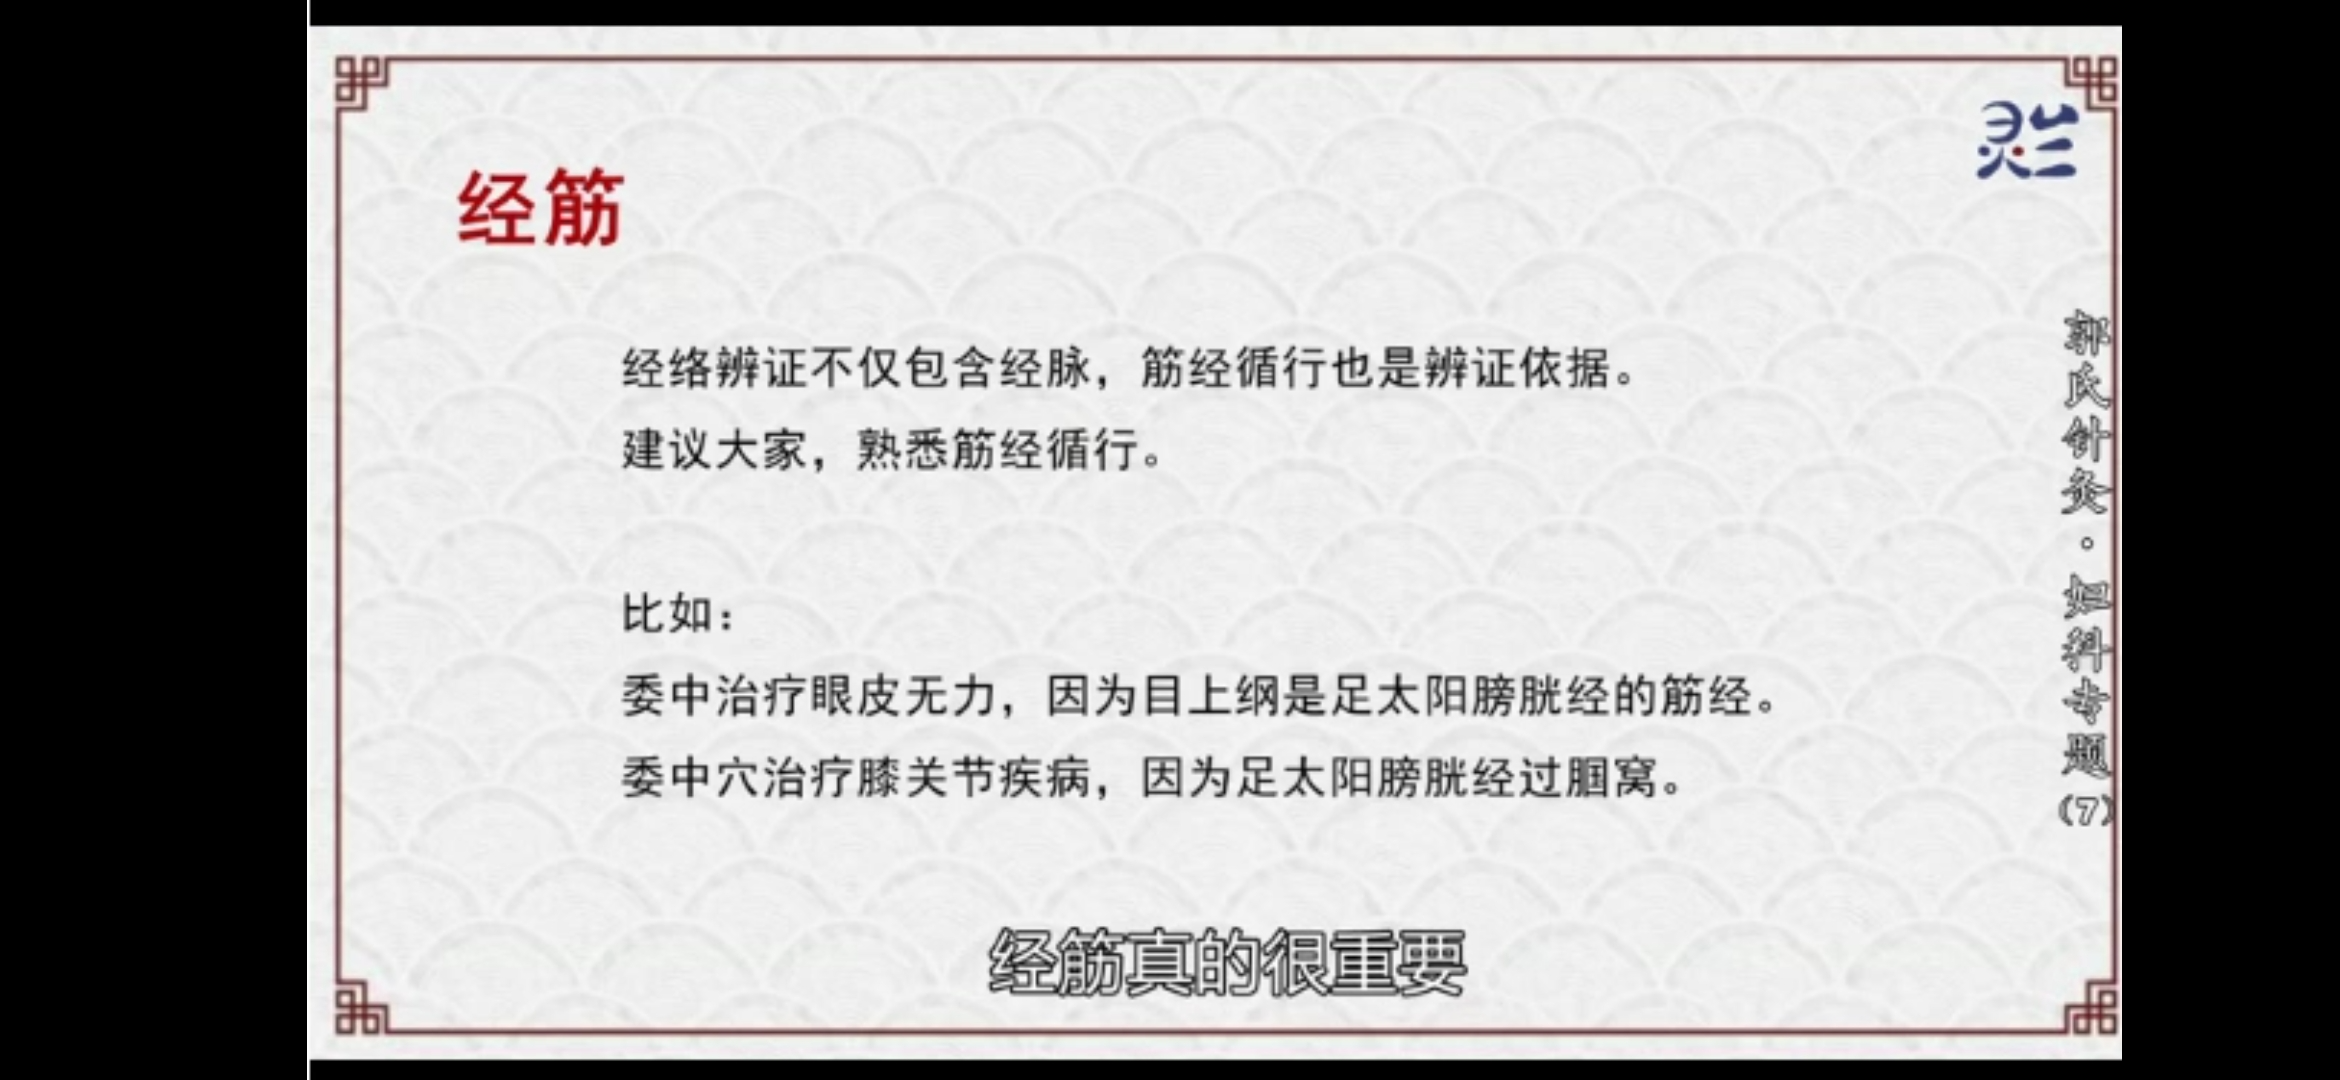 经筋
灵兰
经络辨证不仅包含经脉，筋经循行也是辨证依据。
建议大家，熟悉筋经循行。
比如：
委中治疗眼皮无力，因为目上纲是足太阳膀胱经的筋经。
委中穴治疗膝关节疾病，因为足太阳膀胱经过腘窝。
郭氏针灸·妇科专题(7)
经筋真的很重要